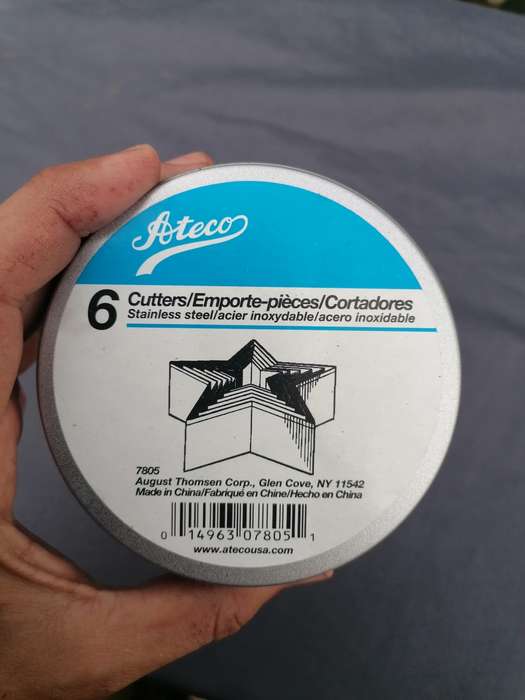 Ateco
6 Cutters/Emporte-pièces/Cortadores
Stainless steel/acier inoxydable/acero inoxidable
7805
August Thomsen Corp., Glen Cove, NY 11542
Made in China/Fabriqué en Chine/Hecho en China
0 14963 07805 1
www.atecousa.com